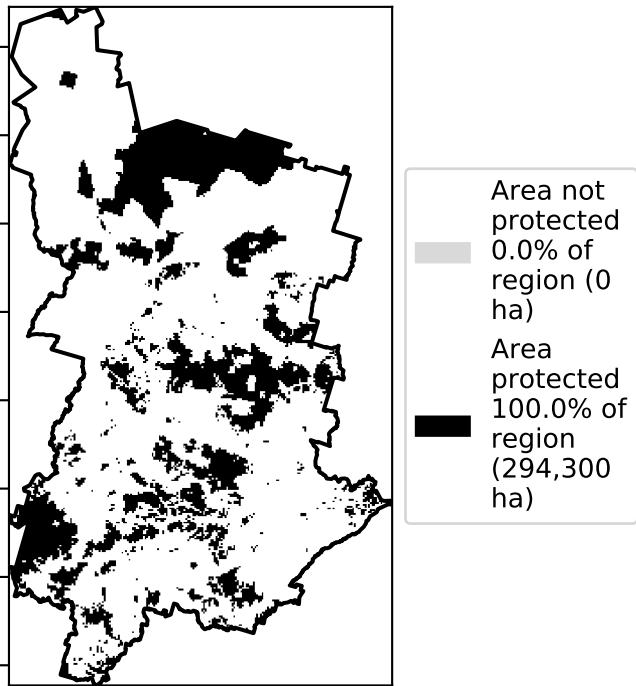 Area not
protected
0.0% of
region (0
ha)
Area
protected
100.0% of
region
(294,300
ha)